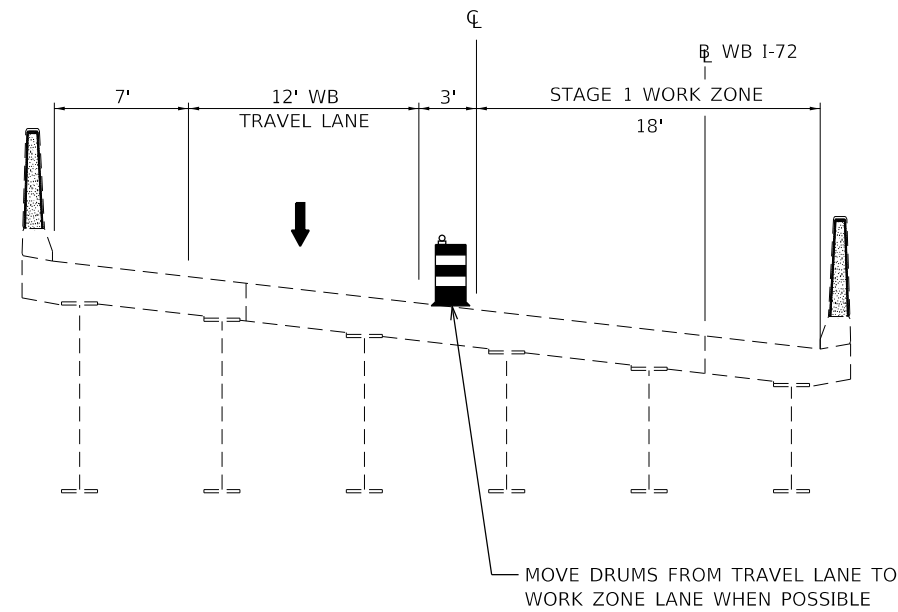 ℄
℄ WB I-72
7'
12' WB
TRAVEL LANE
3'
STAGE 1 WORK ZONE
18'
MOVE DRUMS FROM TRAVEL LANE TO
WORK ZONE LANE WHEN POSSIBLE